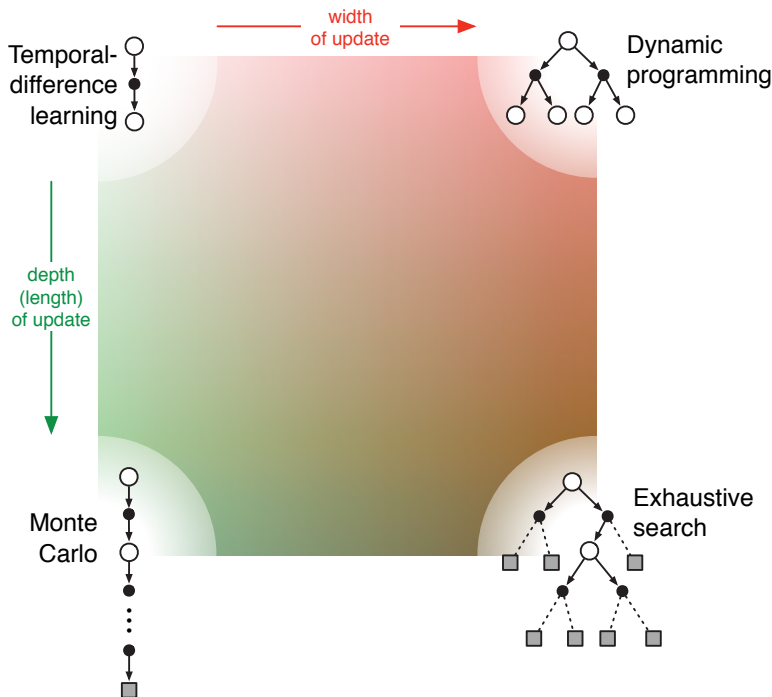 width
of update
Temporal-
difference
learning
Dynamic
programming
depth
(length)
of update
Monte
Carlo
Exhaustive
search